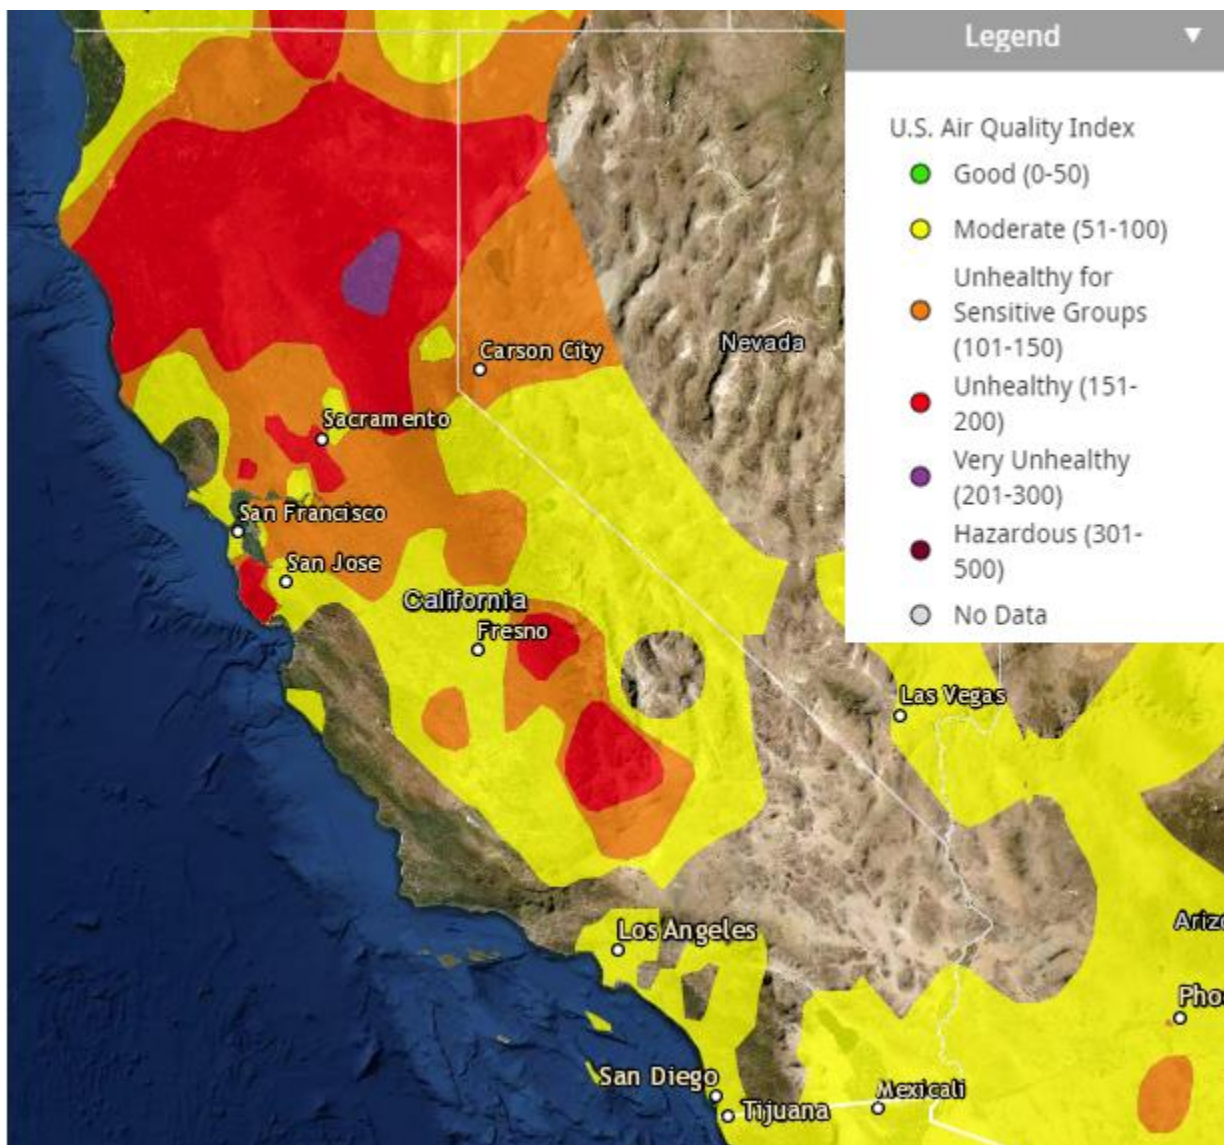 Legend
U.S. Air Quality Index
Good (0-50)
Moderate (51-100)
Unhealthy for
Sensitive Groups
(101-150)
Unhealthy (151-
200)
Very Unhealthy
(201-300)
Hazardous (301-
500)
No Data
Nevada
Carson City
Sacramento
San Francisco
San Jose
California
Fresno
Las Vegas
Los Angeles
Ariz
Pho
San Diego
Tijuana
Mexicali